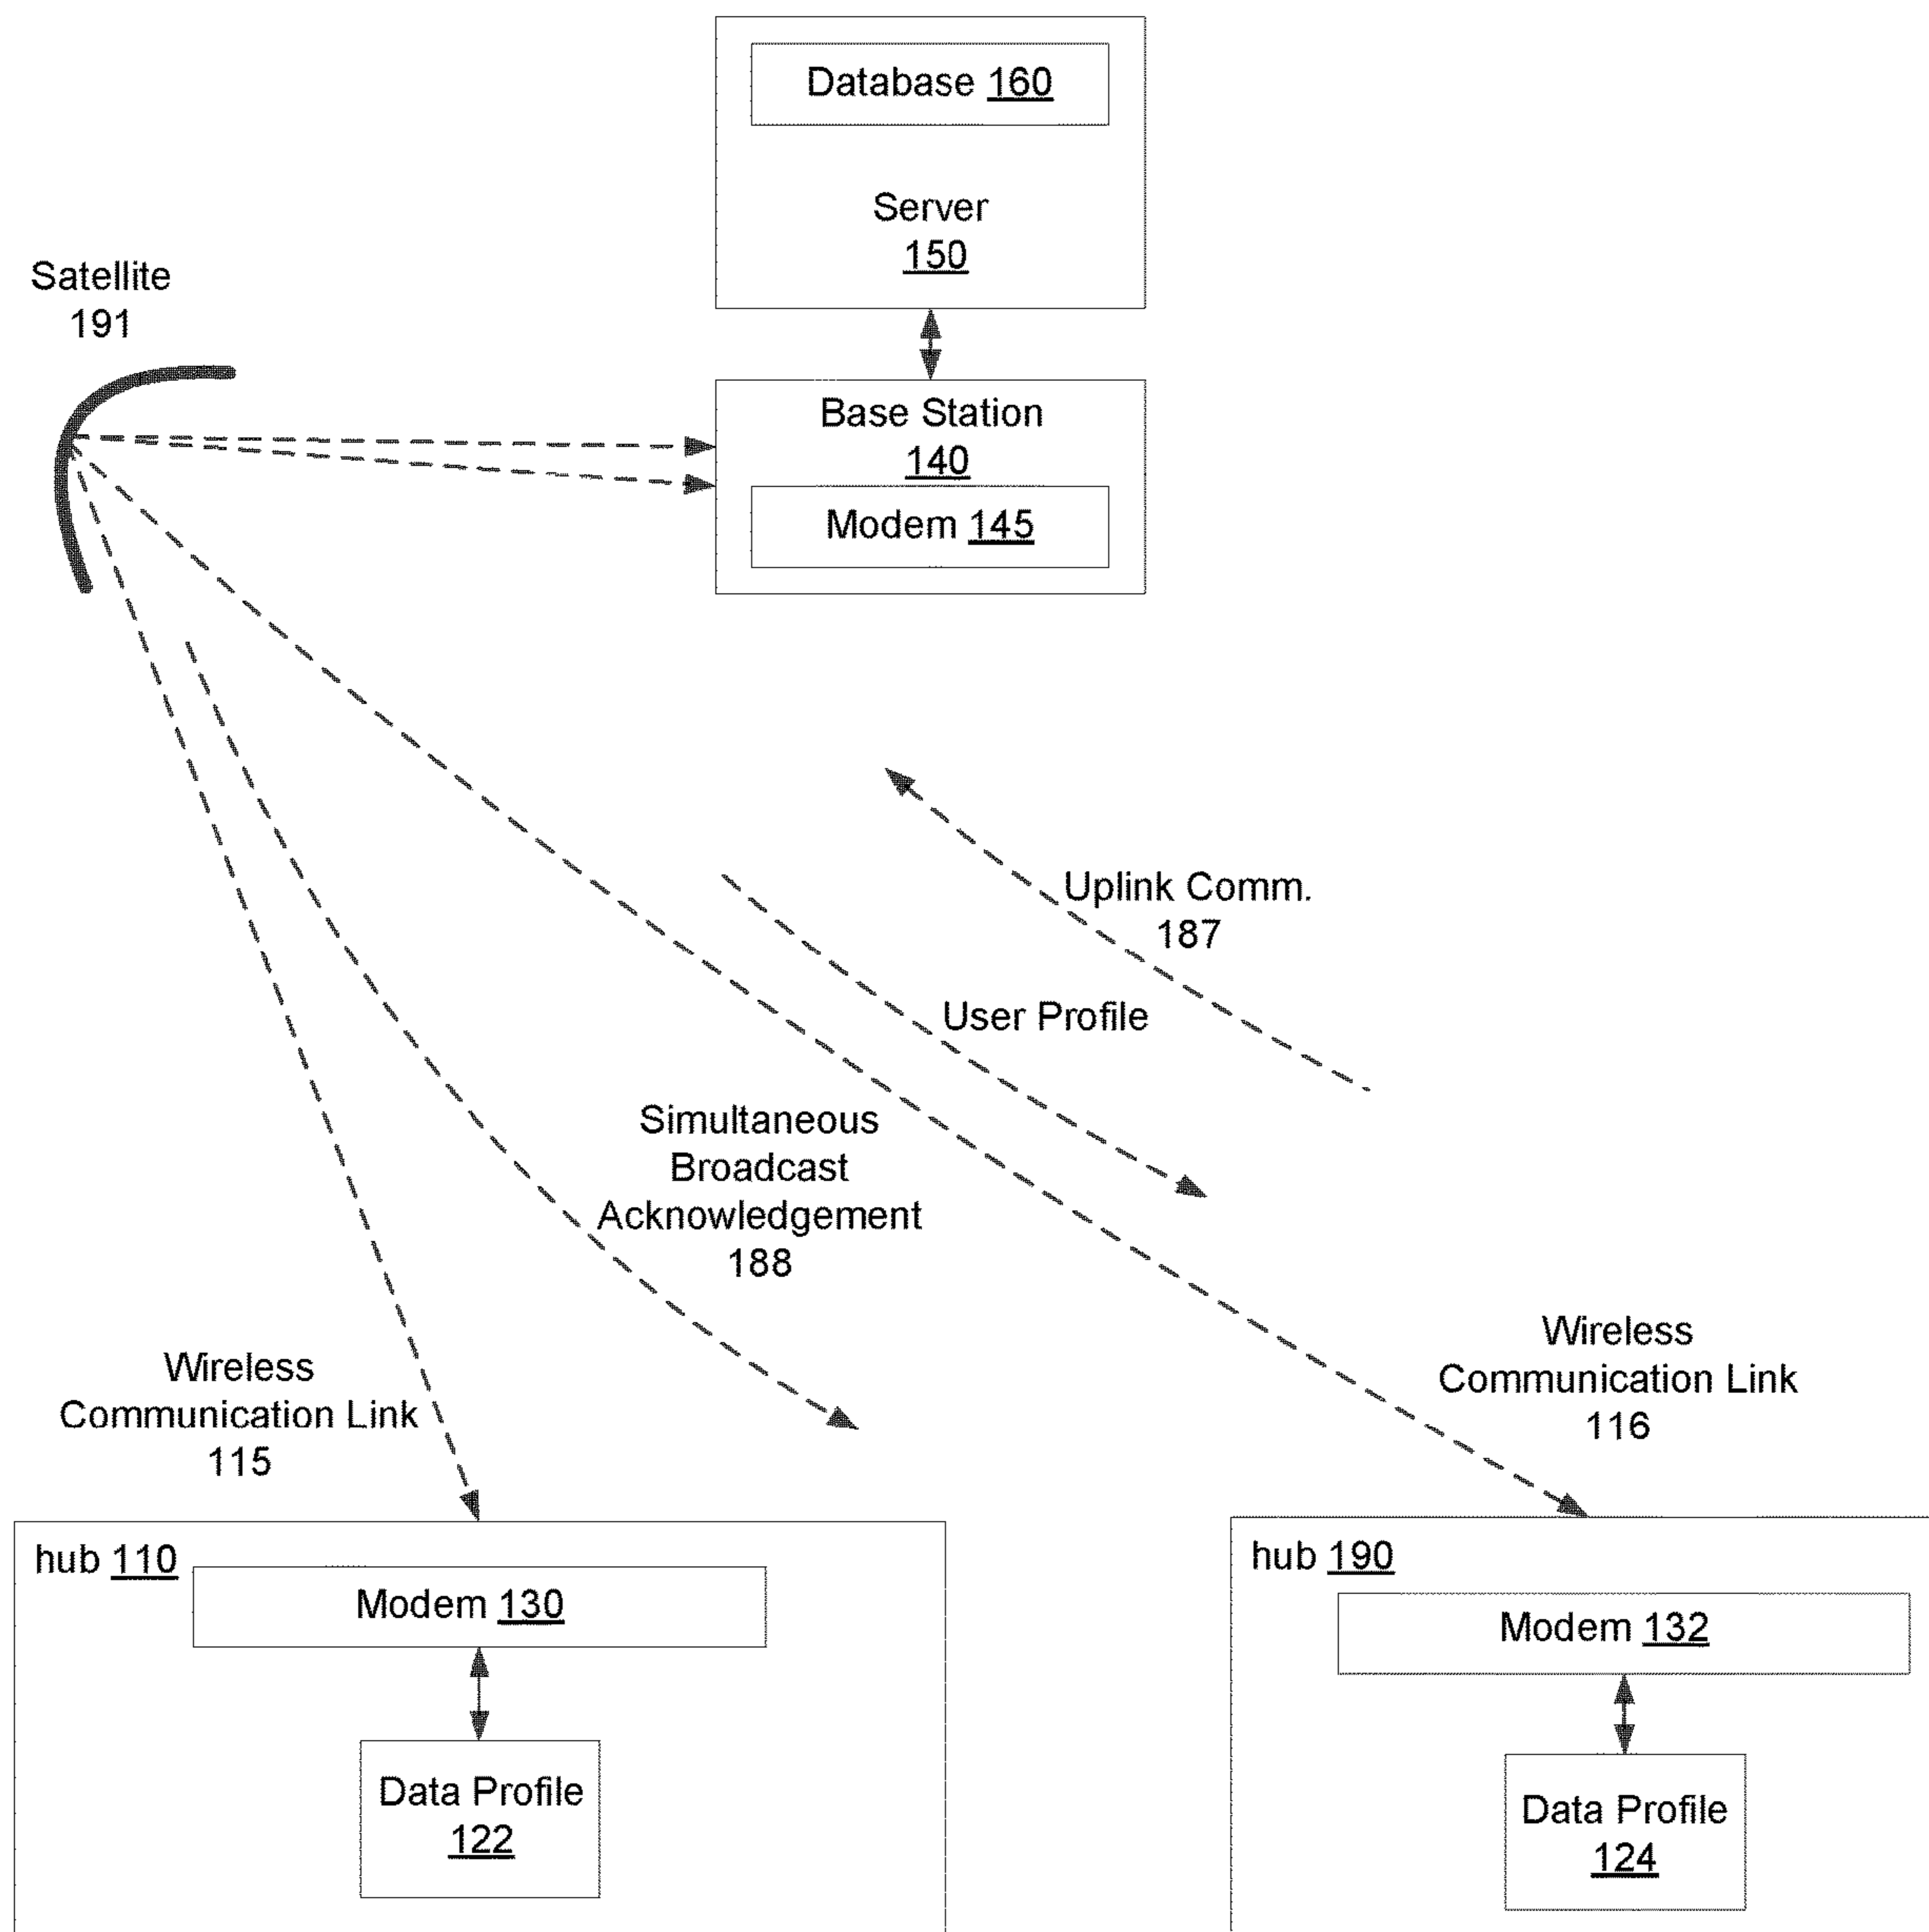 Database 160
Server
150
Satellite
191
Base Station
140
Modem 145
Uplink Comm.
187
User Profile
Simultaneous
Broadcast
Acknowledgement
188
Wireless
Communication Link
115
Wireless
Communication Link
116
hub 110
Modem 130
Data Profile
122
hub 190
Modem 132
Data Profile
124